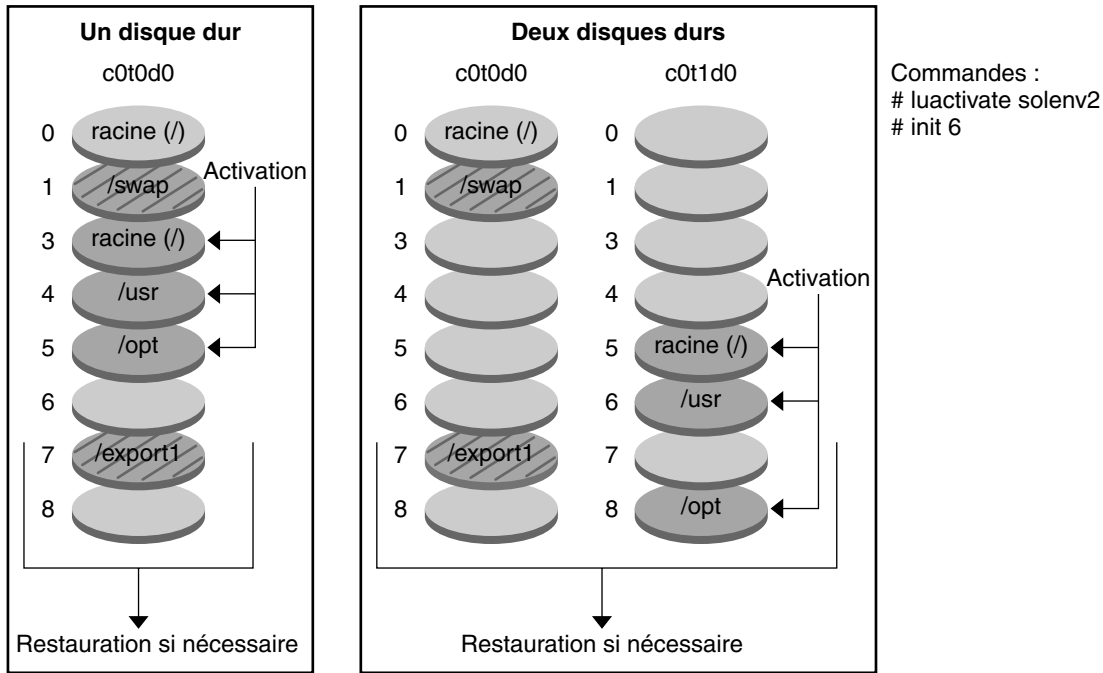 Un disque dur
c0t0d0
0 racine (/)
1 /swap
Activation
3 racine (/)
4 /usr
5 /opt
6
7 /export1
8
Restauration si nécessaire
Deux disques durs
c0t0d0 c0t1d0
0 racine (/) 0
1 /swap 1
3 3
4 4
Activation
5 5 racine (/)
6 6 /usr
7 /export1 7
8 8 /opt
Restauration si nécessaire
Commandes :
# luactivate solenv2
# init 6